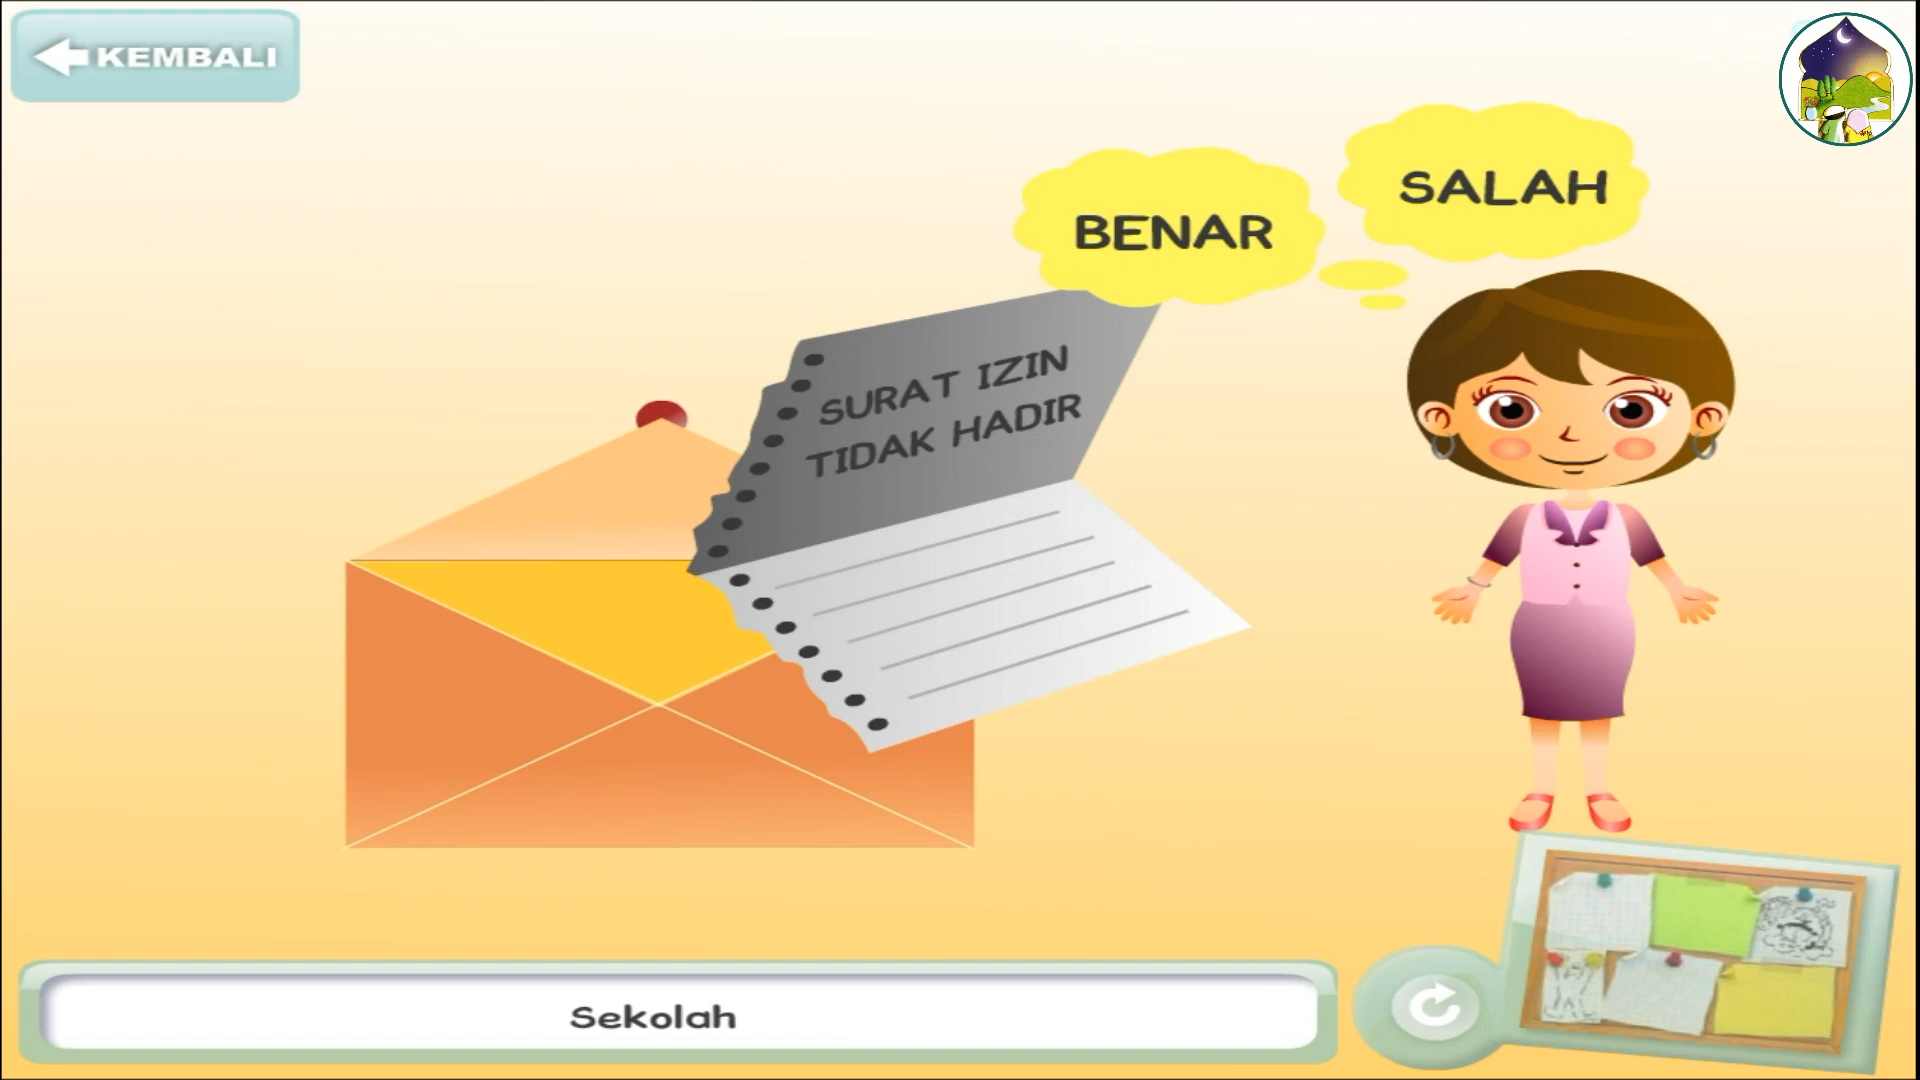 KEMBALI
BENAR
SALAH
SURAT IZIN
TIDAK HADIR
Sekolah